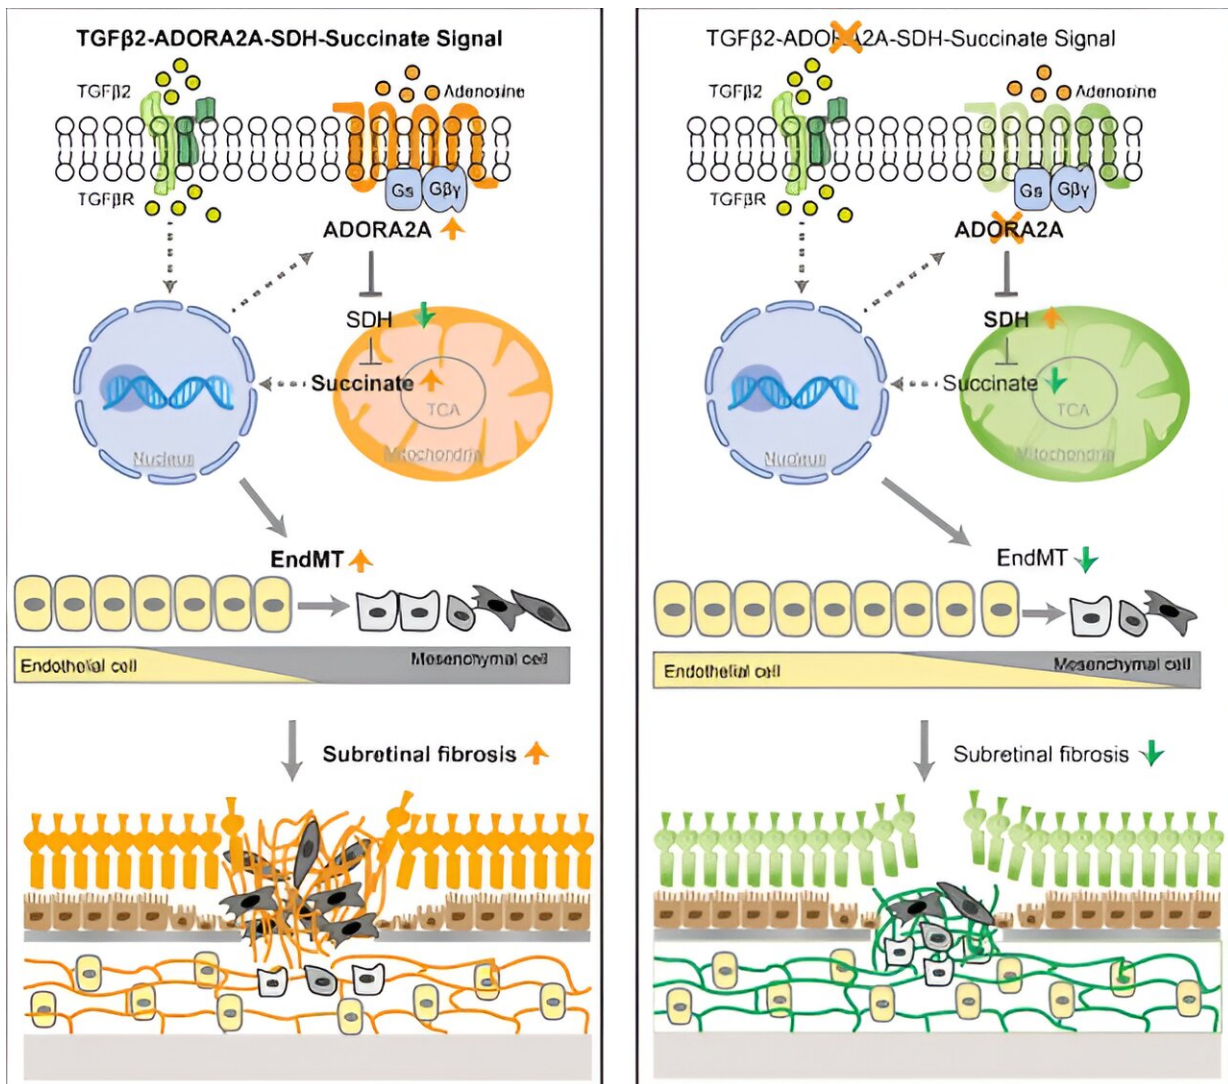 TGFβ2-ADORA2A-SDH-Succinate Signal
TGFβ2
Adenosine
TGFβR
Gs
Gβγ
ADORA2A
SDH
Succinate
TCA
Nucleus
Mitochondria
EndMT
Endothelial cell
Mesenchymal cell
Subretinal fibrosis
TGFβ2-ADORA2A-SDH-Succinate Signal
TGFβ2
Adenosine
TGFβR
Gs
Gβγ
ADORA2A
SDH
Succinate
TCA
Nucleus
Mitochondria
EndMT
Endothelial cell
Mesenchymal cell
Subretinal fibrosis